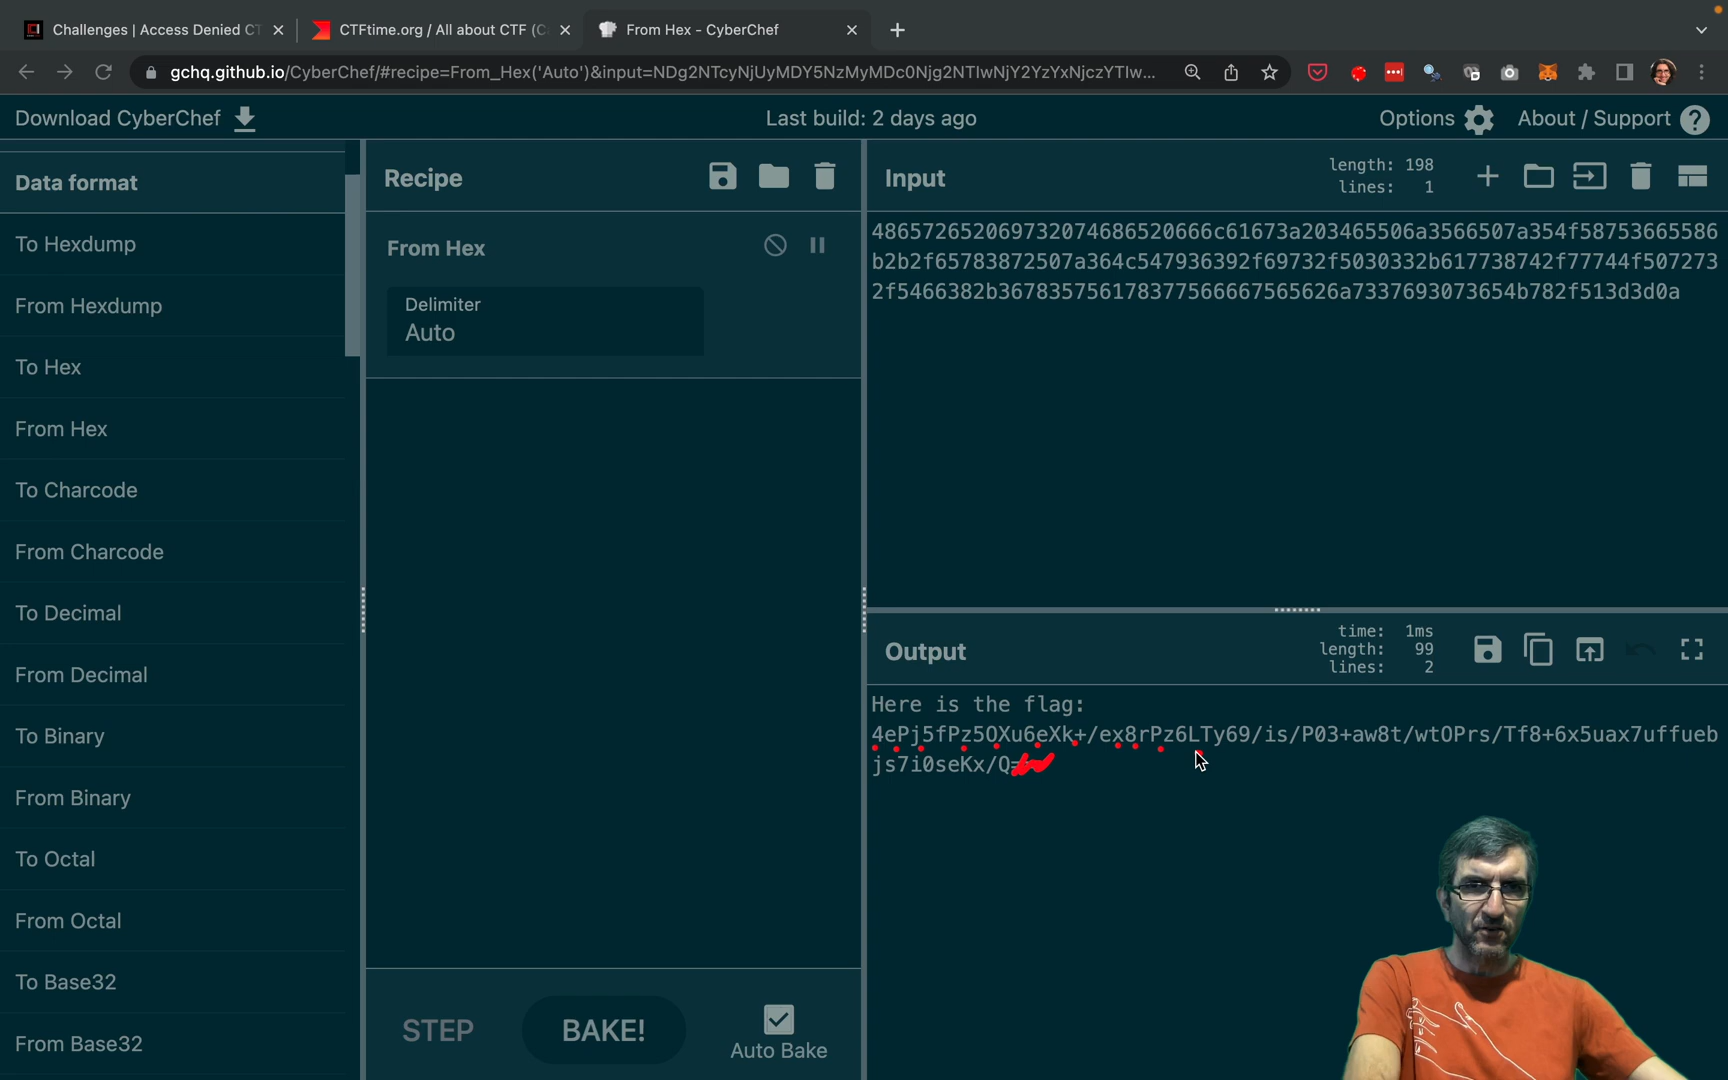 Challenges | Access Denied CT
CTFtime.org / All about CTF (C
From Hex - CyberChef
gchq.github.io/CyberChef/#recipe=From_Hex('Auto')&input=NDg2NTcyNjUyMDY5NzMyMDc0Njg2NTIwNjY2YzYxNjczYTIw...
Download CyberChef
Last build: 2 days ago
Options
About / Support
Data format
To Hexdump
From Hexdump
To Hex
From Hex
To Charcode
From Charcode
To Decimal
From Decimal
To Binary
From Binary
To Octal
From Octal
To Base32
From Base32
Recipe
From Hex
Delimiter
Auto
STEP
BAKE!
Auto Bake
Input
length: 198
lines: 1
48657265206973207468652066 6c61673a203465506a3566507a354f58753665586
b2b2f65783872507a364c547936392f69732f5030332b617738742f77744f507273
2f5466382b36783575617837756666756562 6a7337693073654b782f513d3d0a
Output
time: 1ms
length: 99
lines: 2
Here is the flag:
4ePj5fPz5OXu6eXk+/ex8rPz6LTy69/is/P03+aw8t/wtOPrs/Tf8+6x5uax7uffueb
js7i0seKx/Q=